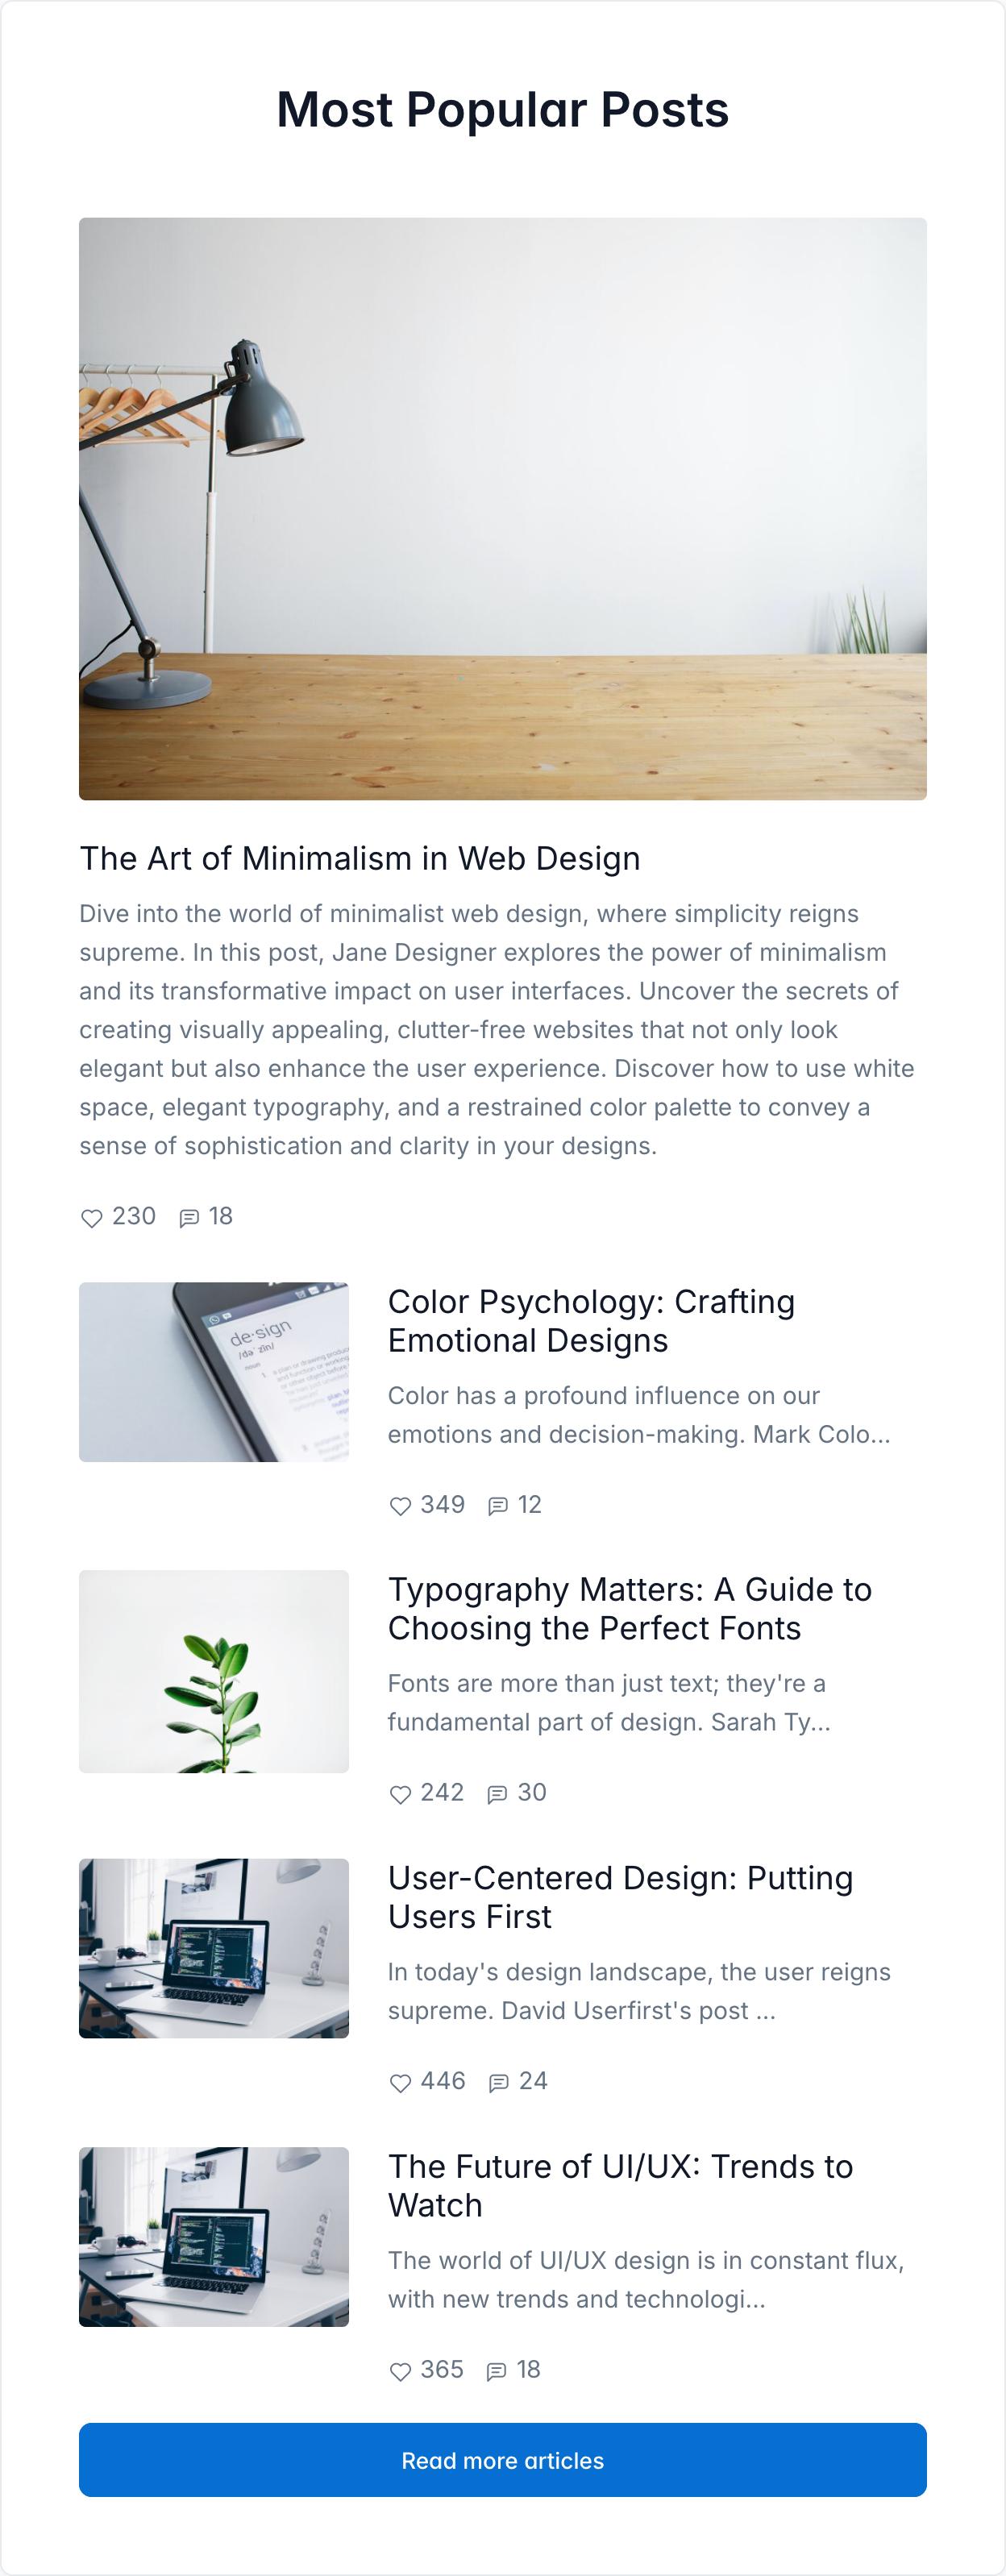 Most Popular Posts
The Art of Minimalism in Web Design
Dive into the world of minimalist web design, where simplicity reigns
supreme. In this post, Jane Designer explores the power of minimalism
and its transformative impact on user interfaces. Uncover the secrets of
creating visually appealing, clutter-free websites that not only look
elegant but also enhance the user experience. Discover how to use white
space, elegant typography, and a restrained color palette to convey a
sense of sophistication and clarity in your designs.
230 18
de·sign
noun
Color Psychology: Crafting
Emotional Designs
Color has a profound influence on our
emotions and decision-making. Mark Colo...
349 12
Typography Matters: A Guide to
Choosing the Perfect Fonts
Fonts are more than just text; they're a
fundamental part of design. Sarah Ty...
242 30
User-Centered Design: Putting
Users First
In today's design landscape, the user reigns
supreme. David Userfirst's post ...
446 24
The Future of UI/UX: Trends to
Watch
The world of UI/UX design is in constant flux,
with new trends and technologi...
365 18
Read more articles